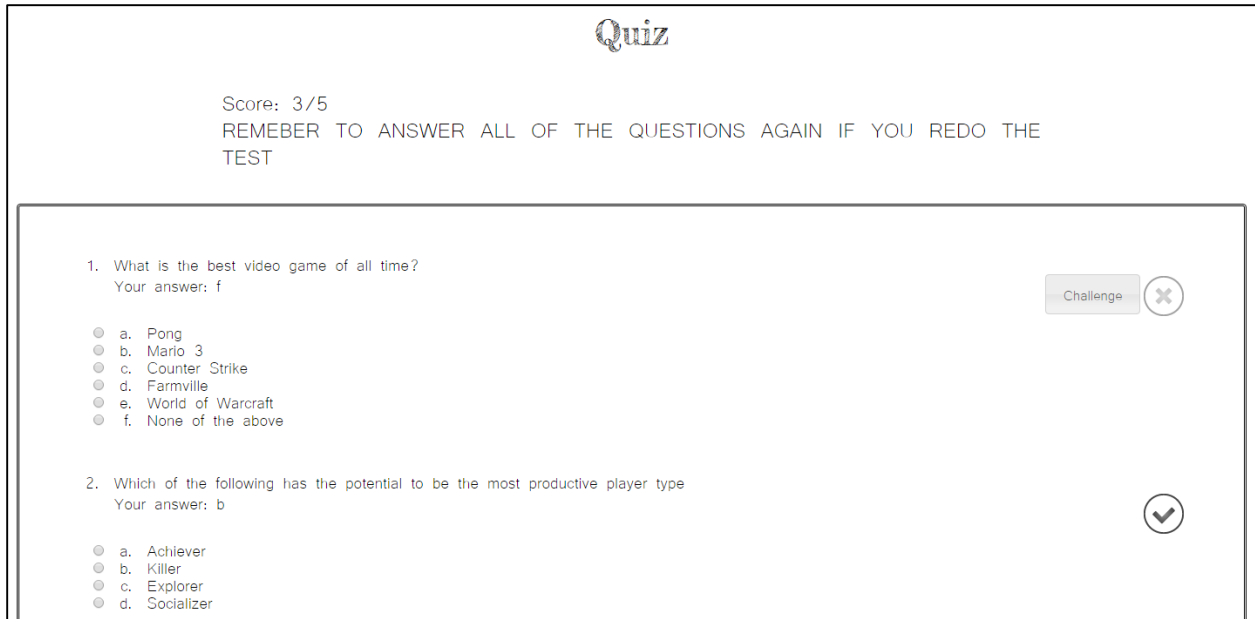 Quiz
Score: 3/5
REMEBER TO ANSWER ALL OF THE QUESTIONS AGAIN IF YOU REDO THE
TEST
1. What is the best video game of all time?
Your answer: f
Challenge
a. Pong
b. Mario 3
c. Counter Strike
d. Farmville
e. World of Warcraft
f. None of the above
2. Which of the following has the potential to be the most productive player type
Your answer: b
a. Achiever
b. Killer
c. Explorer
d. Socializer